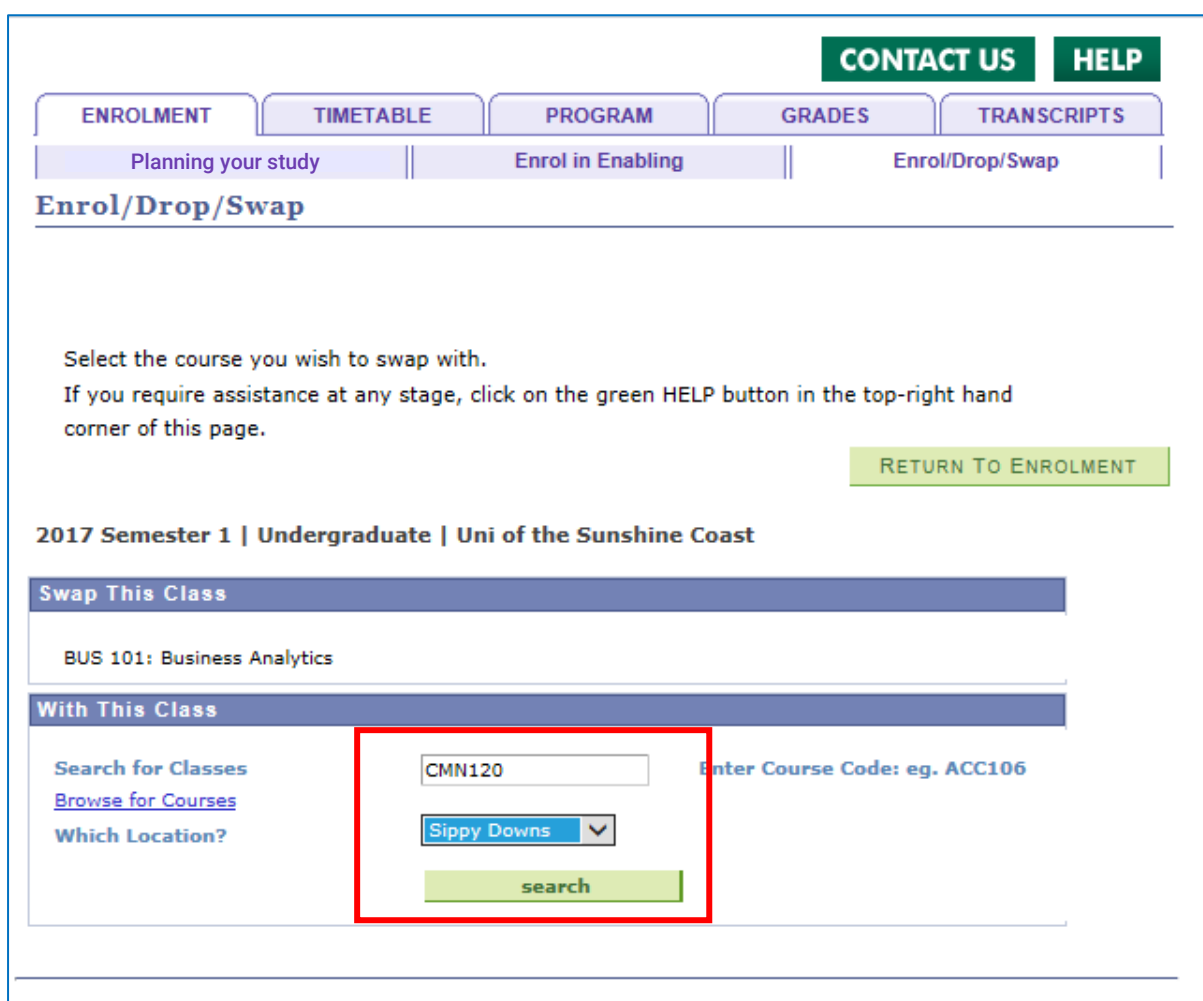 CONTACT US HELP
ENROLMENT TIMETABLE PROGRAM GRADES TRANSCRIPTS
Planning your study Enrol in Enabling Enrol/Drop/Swap
Enrol/Drop/Swap
Select the course you wish to swap with.
If you require assistance at any stage, click on the green HELP button in the top-right hand
corner of this page.
RETURN TO ENROLMENT
2017 Semester 1 | Undergraduate | Uni of the Sunshine Coast
Swap This Class
BUS 101: Business Analytics
With This Class
Search for Classes CMN120 Enter Course Code: eg. ACC106
Browse for Courses
Which Location? Sippy Downs
search